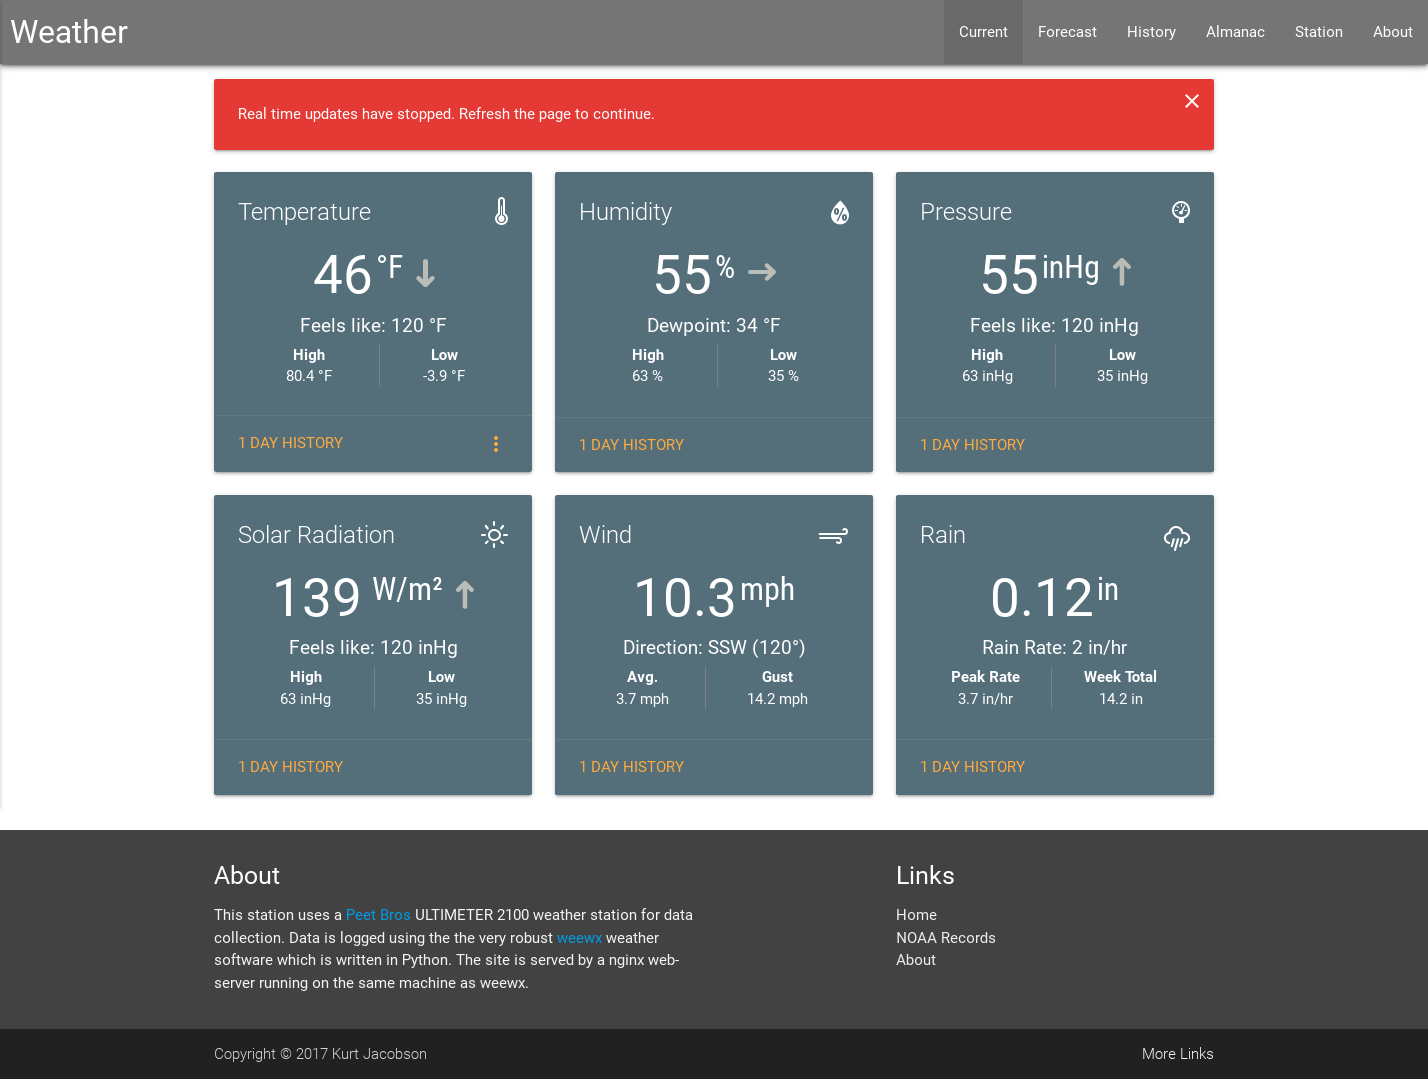 Weather
Current Forecast History Almanac Station About
Real time updates have stopped. Refresh the page to continue.
Temperature
46 °F
Feels like: 120 °F
High Low
80.4 °F -3.9 °F
1 DAY HISTORY
Humidity
55 %
Dewpoint: 34 °F
High Low
63 % 35 %
1 DAY HISTORY
Pressure
55 inHg
Feels like: 120 inHg
High Low
63 inHg 35 inHg
1 DAY HISTORY
Solar Radiation
139 W/m²
Feels like: 120 inHg
High Low
63 inHg 35 inHg
1 DAY HISTORY
Wind
10.3 mph
Direction: SSW (120°)
Avg. Gust
3.7 mph 14.2 mph
1 DAY HISTORY
Rain
0.12 in
Rain Rate: 2 in/hr
Peak Rate Week Total
3.7 in/hr 14.2 in
1 DAY HISTORY
About
This station uses a Peet Bros ULTIMETER 2100 weather station for data
collection. Data is logged using the the very robust weewx weather
software which is written in Python. The site is served by a nginx web-
server running on the same machine as weewx.
Links
Home
NOAA Records
About
Copyright © 2017 Kurt Jacobson
More Links